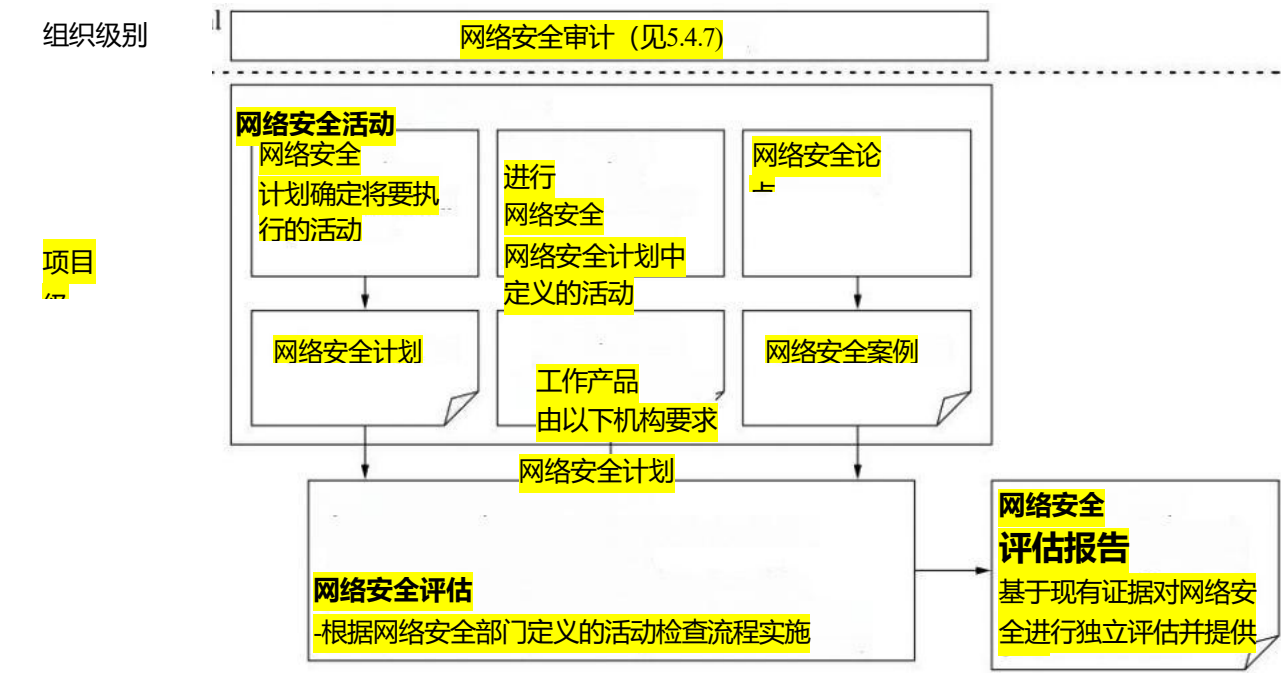 组织级别
网络安全审计（见5.4.7)
网络安全活动
网络安全
计划确定将要执
行的活动
进行
网络安全
网络安全计划中
定义的活动
网络安全论
项目
网络安全计划
工作产品
由以下机构要求
网络安全案例
网络安全计划
网络安全评估
-根据网络安全部门定义的活动检查流程实施
网络安全
评估报告
基于现有证据对网络安
全进行独立评估并提供